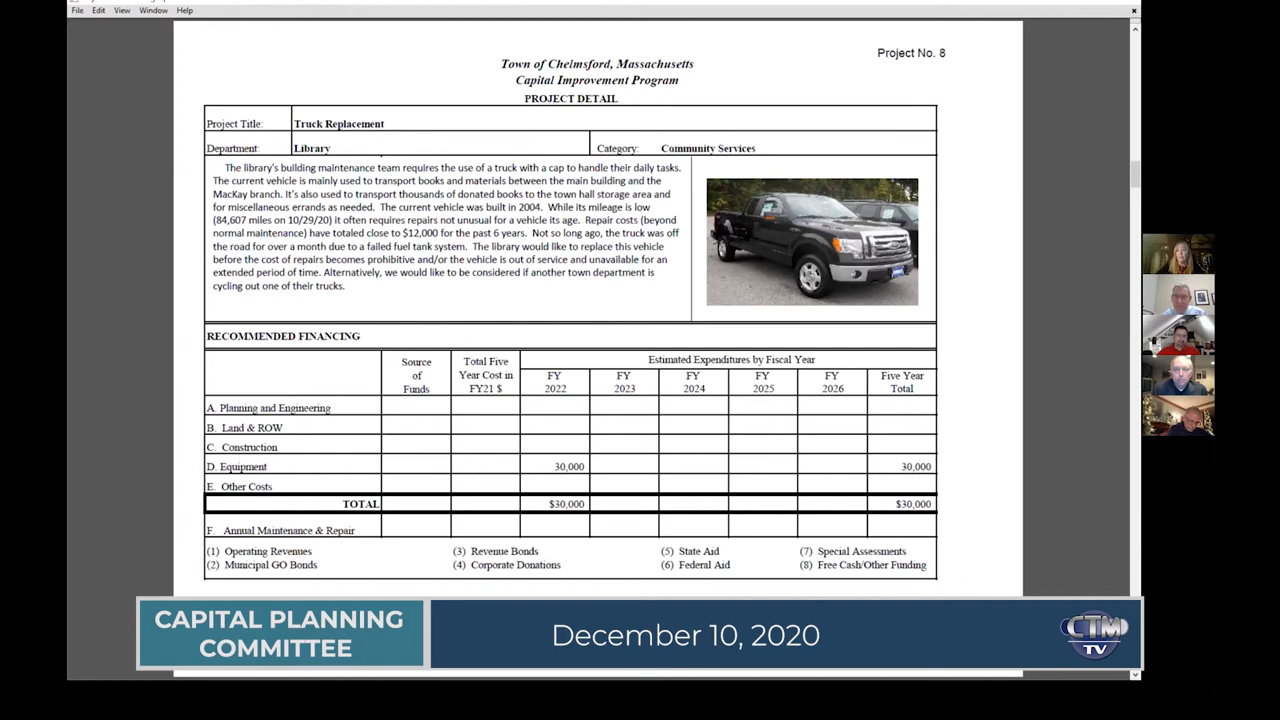 File Edit View Window Help
Project No. 8
Town of Chelmsford, Massachusetts
Capital Improvement Program
PROJECT DETAIL
Project Title: Truck Replacement
Department: Library Category: Community Services
The library's building maintenance team requires the use of a truck with a cap to handle their daily tasks.
The current vehicle is mainly used to transport books and materials between the main building and the
MacKay branch. It's also used to transport thousands of donated books to the town hall storage area and
for miscellaneous errands as needed. The current vehicle was built in 2004. While its mileage is low
(84,607 miles on 10/29/20) it often requires repairs not unusual for a vehicle its age. Repair costs (beyond
normal maintenance) have totaled close to $12,000 for the past 6 years. Not so long ago, the truck was off
the road for over a month due to a failed fuel tank system. The library would like to replace this vehicle
before the cost of repairs becomes prohibitive and/or the vehicle is out of service and unavailable for an
extended period of time. Alternatively, we would like to be considered if another town department is
cycling out one of their trucks.
RECOMMENDED FINANCING
Source Total Five Estimated Expenditures by Fiscal Year
of Year Cost in FY FY FY FY FY Five Year
Funds FY21 $ 2022 2023 2024 2025 2026 Total
A. Planning and Engineering
B. Land & ROW
C. Construction
D. Equipment 30,000 30,000
E. Other Costs
TOTAL $30,000 $30,000
F. Annual Maintenance & Repair
(1) Operating Revenues (3) Revenue Bonds (5) State Aid (7) Special Assessments
(2) Municipal GO Bonds (4) Corporate Donations (6) Federal Aid (8) Free Cash/Other Funding
CAPITAL PLANNING
COMMITTEE
December 10, 2020
CTM
TV